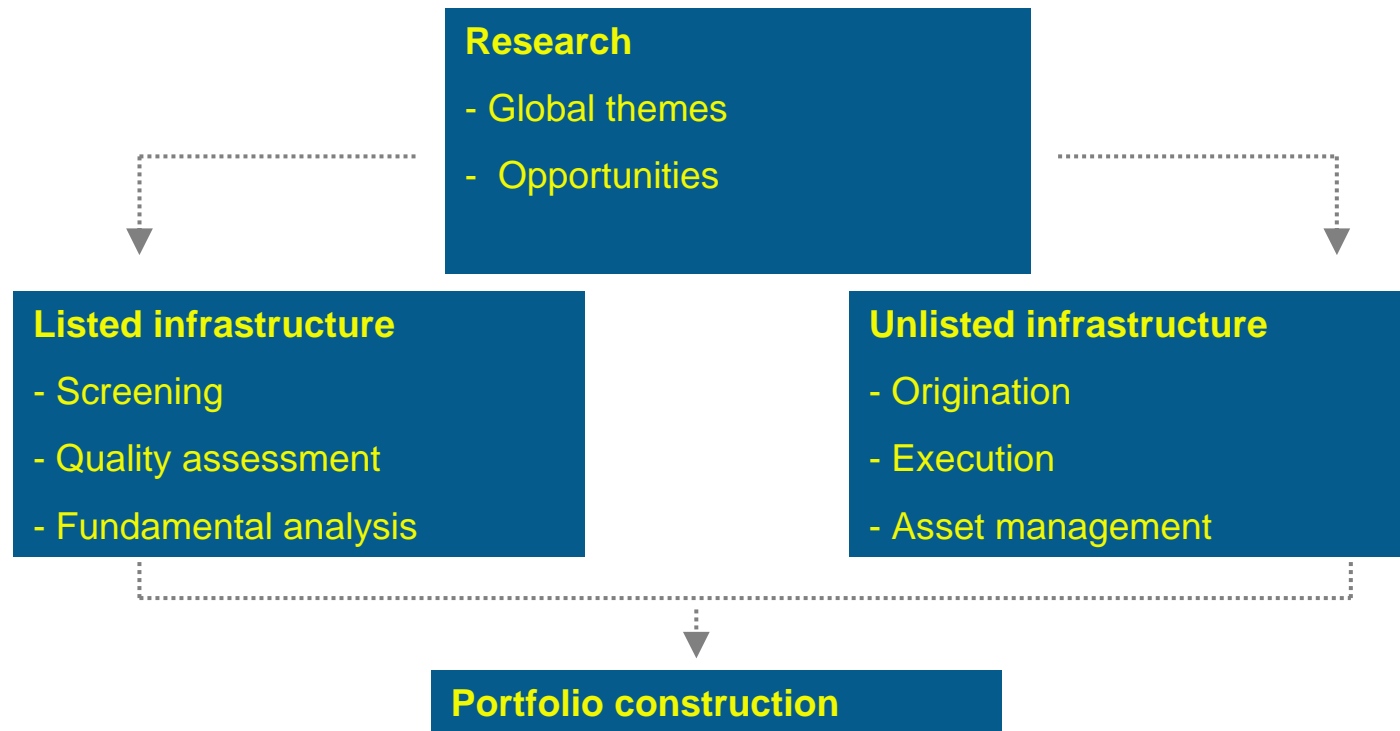 Research
- Global themes
- Opportunities
Listed infrastructure
- Screening
- Quality assessment
- Fundamental analysis
Unlisted infrastructure
- Origination
- Execution
- Asset management
Portfolio construction